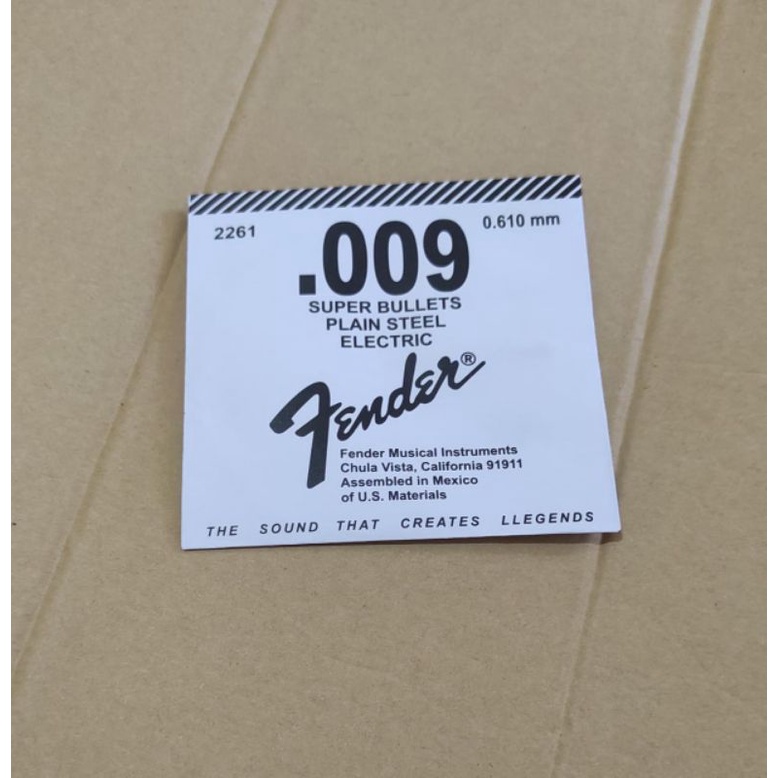 2261
0.610 mm
.009
SUPER BULLETS
PLAIN STEEL
ELECTRIC
Fender®
Fender Musical Instruments
Chula Vista, California 91911
Assembled in Mexico
of U.S. Materials
THE SOUND THAT CREATES LLEGENDS